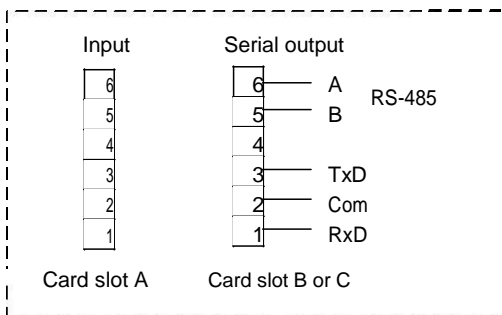 Input Serial output
6 6 A
RS-485
5 5 B
4 4
3 3 TxD
2 2 Com
1 1 RxD
Card slot A Card slot B or C